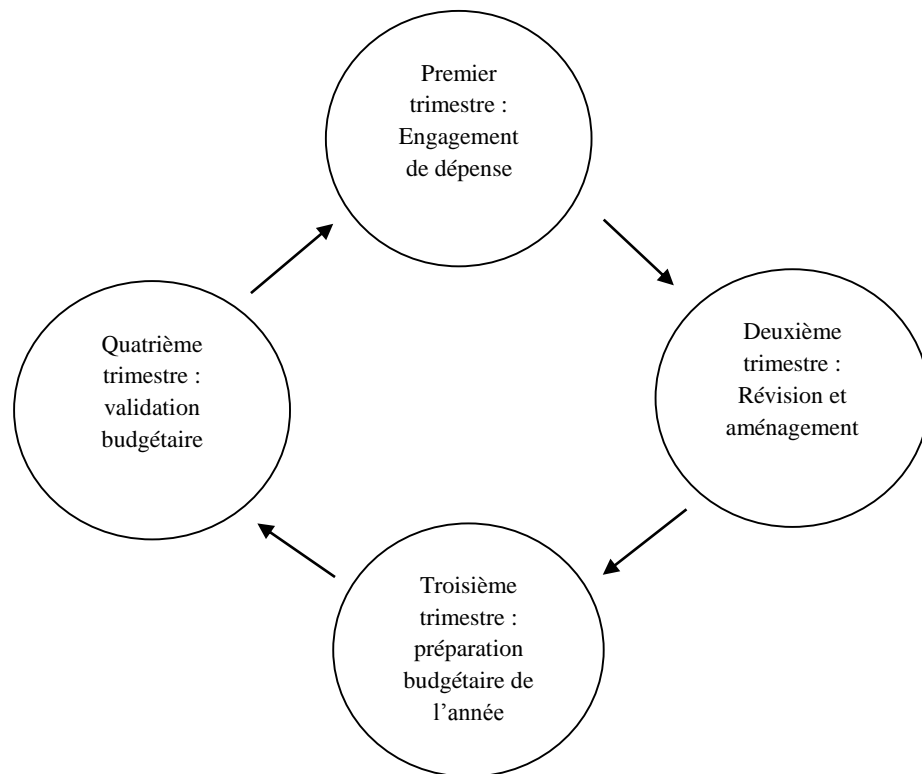 Premier
trimestre :
Engagement
de dépense
Deuxième
trimestre :
Révision et
aménagement
Troisième
trimestre :
préparation
budgétaire de
l’année
Quatrième
trimestre :
validation
budgétaire